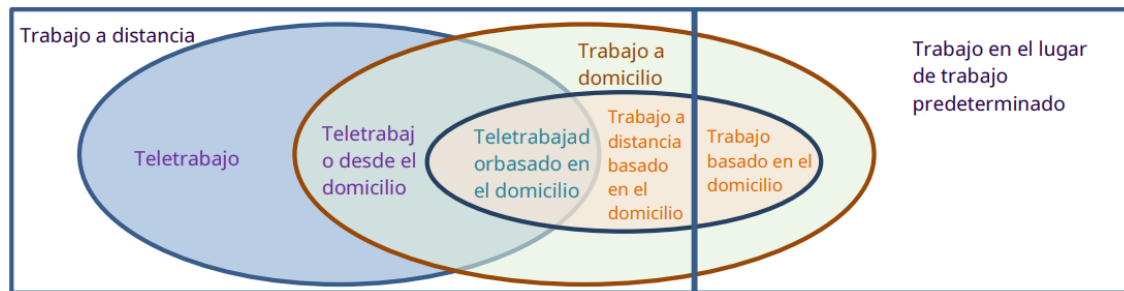 Trabajo a distancia
Trabajo a
domicilio
Trabajo en el lugar
de trabajo
predeterminado
Teletrabajo
Teletrabaj
o desde el
domicilio
Teletrabajad
orbasado en
el domicilio
Trabajo a
distancia
basado
en el
domicilio
Trabajo
basado en el
domicilio